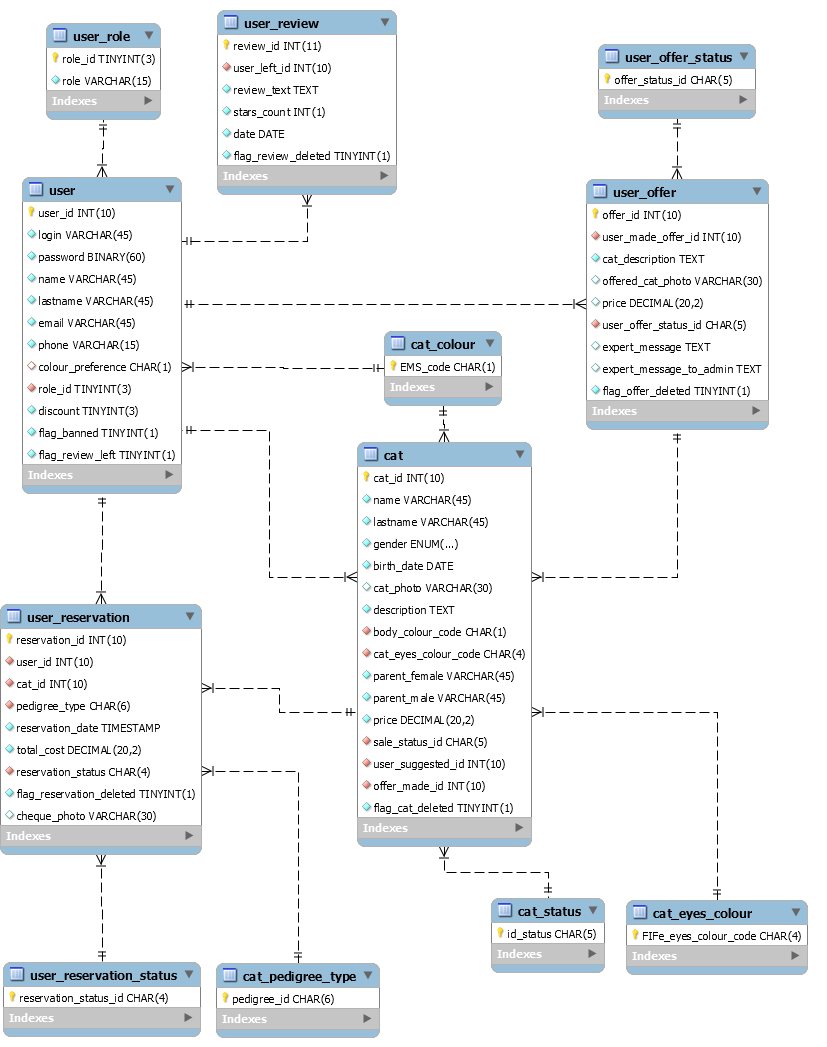 user_role
role_id TINYINT(3)
role VARCHAR(15)
Indexes
user_review
review_id INT(11)
user_left_id INT(10)
review_text TEXT
stars_count INT(1)
date DATE
flag_review_deleted TINYINT(1)
Indexes
user_offer_status
offer_status_id CHAR(5)
Indexes
user
user_id INT(10)
login VARCHAR(45)
password BINARY(60)
name VARCHAR(45)
lastname VARCHAR(45)
email VARCHAR(45)
phone VARCHAR(15)
colour_preference CHAR(1)
role_id TINYINT(3)
discount TINYINT(3)
flag_banned TINYINT(1)
flag_review_left TINYINT(1)
Indexes
user_offer
offer_id INT(10)
user_made_offer_id INT(10)
cat_description TEXT
offered_cat_photo VARCHAR(30)
price DECIMAL(20,2)
user_offer_status_id CHAR(5)
expert_message TEXT
expert_message_to_admin TEXT
flag_offer_deleted TINYINT(1)
Indexes
cat_colour
EMS_code CHAR(1)
Indexes
cat
cat_id INT(10)
name VARCHAR(45)
lastname VARCHAR(45)
gender ENUM(...)
birth_date DATE
cat_photo VARCHAR(30)
description TEXT
body_colour_code CHAR(1)
cat_eyes_colour_code CHAR(4)
parent_female VARCHAR(45)
parent_male VARCHAR(45)
price DECIMAL(20,2)
sale_status_id CHAR(5)
user_suggested_id INT(10)
offer_made_id INT(10)
flag_cat_deleted TINYINT(1)
Indexes
user_reservation
reservation_id INT(10)
user_id INT(10)
cat_id INT(10)
pedigree_type CHAR(6)
reservation_date TIMESTAMP
total_cost DECIMAL(20,2)
reservation_status CHAR(4)
flag_reservation_deleted TINYINT(1)
cheque_photo VARCHAR(30)
Indexes
user_reservation_status
reservation_status_id CHAR(4)
Indexes
cat_pedigree_type
pedigree_id CHAR(6)
Indexes
cat_status
id_status CHAR(5)
Indexes
cat_eyes_colour
FIFe_eyes_colour_code CHAR(4)
Indexes